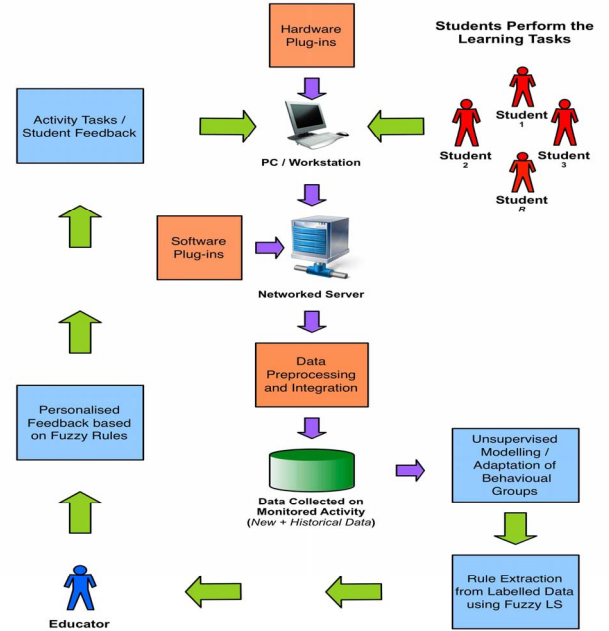 Hardware
Plug-ins
Students Perform the
Learning Tasks
Activity Tasks /
Student Feedback
PC / Workstation
Student
1
Student
2
Student
3
Student
R
Software
Plug-ins
Networked Server
Data
Preprocessing
and Integration
Personalised
Feedback based
on Fuzzy Rules
Data Collected on
Monitored Activity
(New + Historical Data)
Unsupervised
Modelling /
Adaptation of
Behavioual
Groups
Rule Extraction
from Labelled Data
using Fuzzy LS
Educator